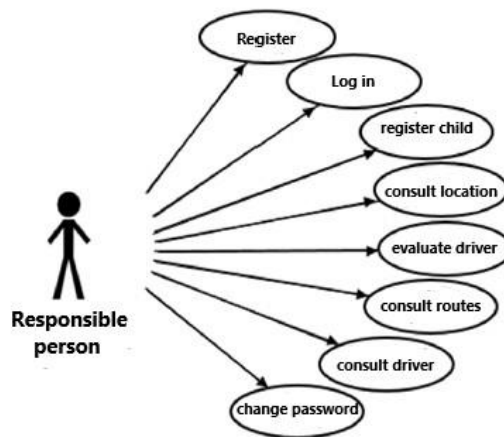 Register
Log in
register child
consult location
evaluate driver
consult routes
consult driver
change password
Responsible
person